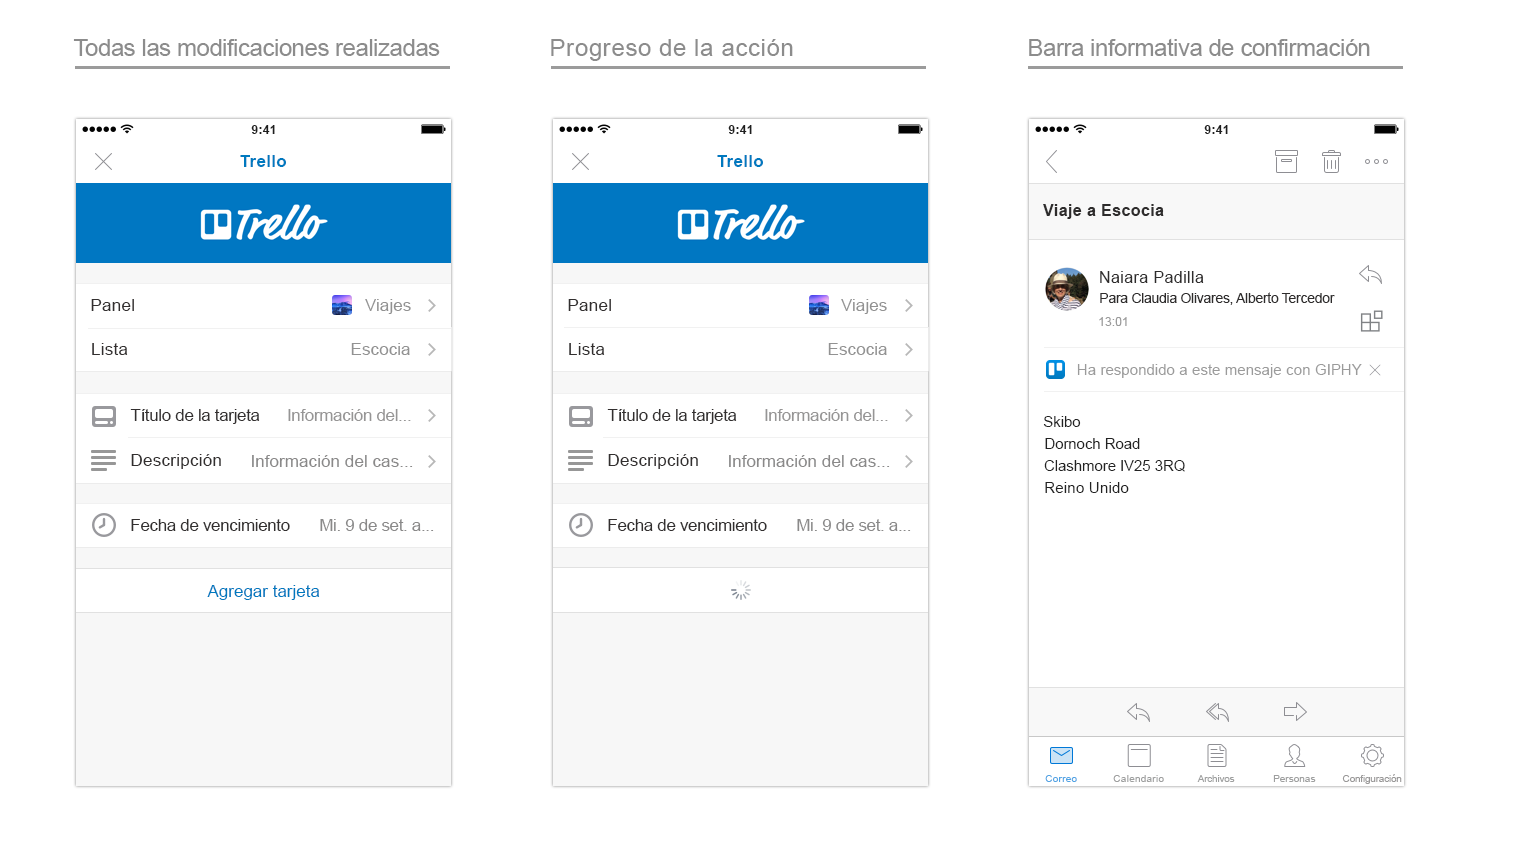 Todas las modificaciones realizadas
9:41
Trello
Trello
Panel Viajes
Lista Escocia
Título de la tarjeta Información del...
Descripción Información del cas...
Fecha de vencimiento Mi. 9 de set. a...
Agregar tarjeta
Progreso de la acción
9:41
Trello
Trello
Panel Viajes
Lista Escocia
Título de la tarjeta Información del...
Descripción Información del cas...
Fecha de vencimiento Mi. 9 de set. a...
Barra informativa de confirmación
9:41
Viaje a Escocia
Naiara Padilla
Para Claudia Olivares, Alberto Tercedor
13:01
Ha respondido a este mensaje con GIPHY
Skibo
Dornoch Road
Clashmore IV25 3RQ
Reino Unido
Correo Calendario Archivos Personas Configuración